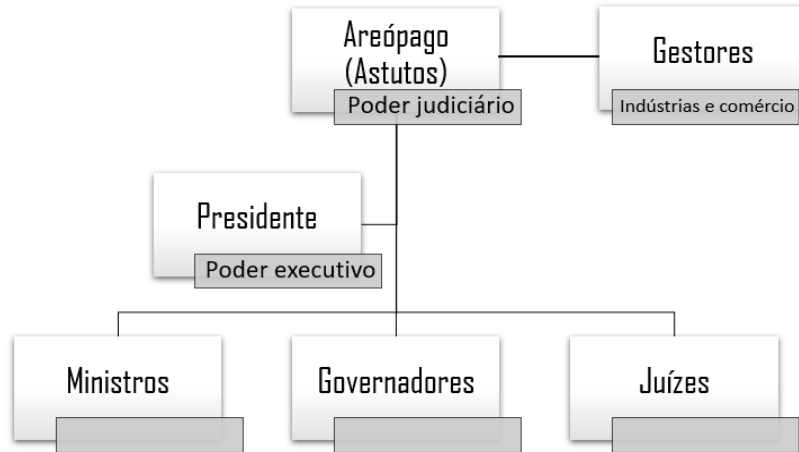 Areópago
(Astutos)
Poder judiciário
Gestores
Indústrias e comércio
Presidente
Poder executivo
Ministros
Governadores
Juízes